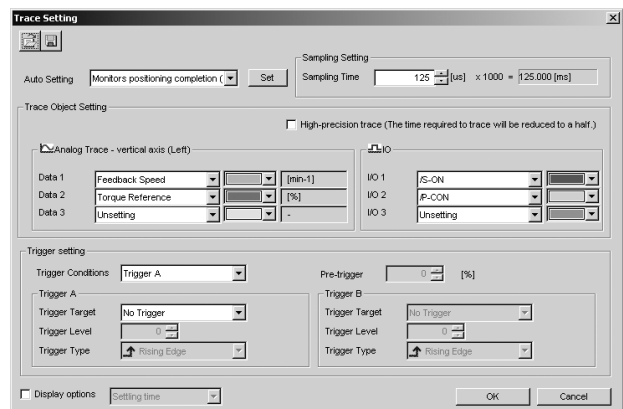 Trace Setting
Auto Setting Monitors positioning completion ( Set
Sampling Setting
Sampling Time 125 [us] x 1000 = 125.000 [ms]
Trace Object Setting
High-precision trace (The time required to trace will be reduced to a half.)
Analog Trace - vertical axis (Left)
Data 1 Feedback Speed [min-1]
Data 2 Torque Reference [%]
Data 3 Unsetting -
IO
I/O 1 /S-ON
I/O 2 /P-CON
I/O 3 Unsetting
Trigger setting
Trigger Conditions Trigger A
Pre-trigger 0 [%]
Trigger A
Trigger Target No Trigger
Trigger Level 0
Trigger Type Rising Edge
Trigger B
Trigger Target No Trigger
Trigger Level 0
Trigger Type Rising Edge
Display options Settling time
OK Cancel